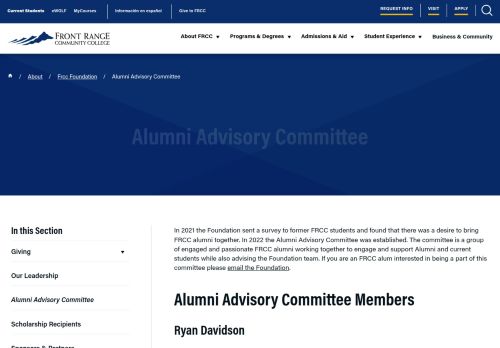 Current Students eWOLF MyCourses Información en español Give to FRCC REQUEST INFO VISIT APPLY
FRONT RANGE
COMMUNITY COLLEGE
About FRCC Programs & Degrees Admissions & Aid Student Experience Business & Community
/ About / Frcc Foundation / Alumni Advisory Committee
Alumni Advisory Committee
In this Section
Giving
Our Leadership
Alumni Advisory Committee
Scholarship Recipients
Sponsors & Partners
In 2021 the Foundation sent a survey to former FRCC students and found that there was a desire to bring
FRCC alumni together. In 2022 the Alumni Advisory Committee was established. The committee is a group
of engaged and passionate FRCC alumni working together to engage and support Alumni and current
students while also advising the Foundation team. If you are an FRCC alum interested in being a part of this
committee please email the Foundation.
Alumni Advisory Committee Members
Ryan Davidson